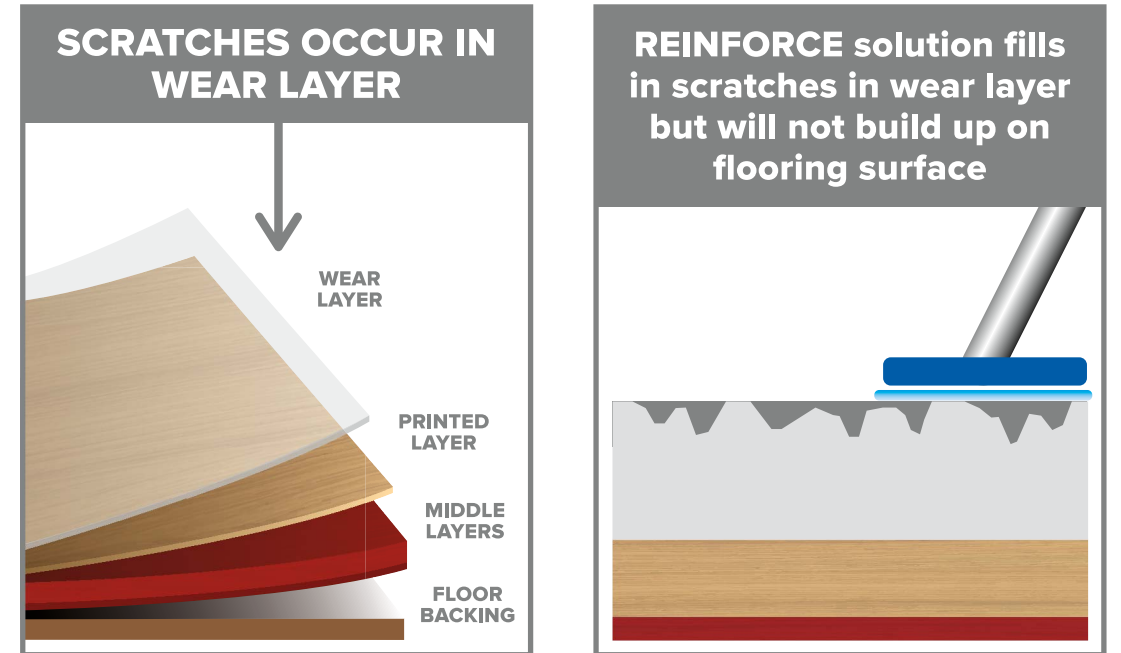 SCRATCHES OCCUR IN
WEAR LAYER
WEAR
LAYER
PRINTED
LAYER
MIDDLE
LAYERS
FLOOR
BACKING
REINFORCE solution fills
in scratches in wear layer
but will not build up on
flooring surface